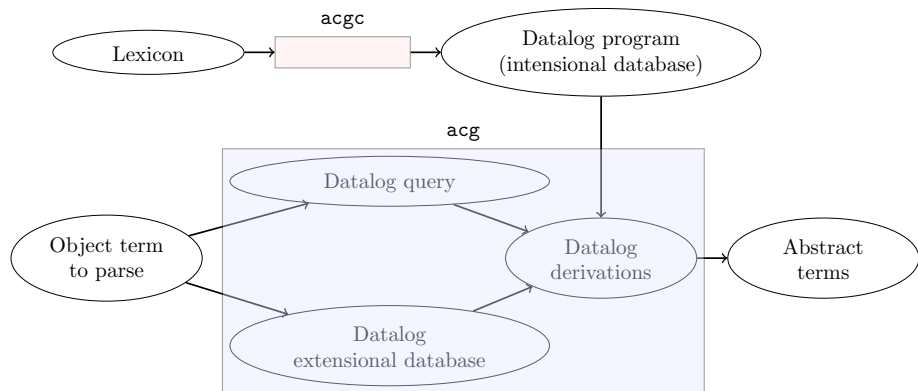 acgc
Lexicon
Datalog program
(intensional database)
acg
Datalog query
Object term
to parse
Datalog
derivations
Abstract
terms
Datalog
extensional database